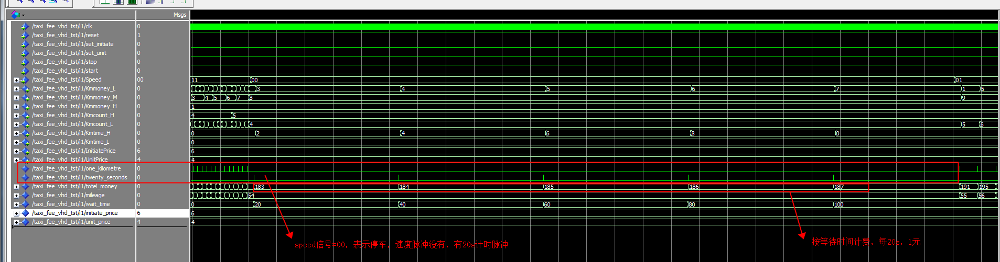 Msgs
/taxi_fee_vhd_tst/i1/clk 0
/taxi_fee_vhd_tst/i1/reset 1
/taxi_fee_vhd_tst/i1/set_initiate 0
/taxi_fee_vhd_tst/i1/set_unit 0
/taxi_fee_vhd_tst/i1/stop 0
/taxi_fee_vhd_tst/i1/start 0
/taxi_fee_vhd_tst/i1/Speed 00 11 00 01
/taxi_fee_vhd_tst/i1/Kmmoney_L 0 3 4 5 6 7 1 5
/taxi_fee_vhd_tst/i1/Kmmoney_M 0 3 4 5 6 7 8 9
/taxi_fee_vhd_tst/i1/Kmmoney_H 0 1
/taxi_fee_vhd_tst/i1/Kmcount_H 0 4 5
/taxi_fee_vhd_tst/i1/Kmcount_L 0 4 5 6
/taxi_fee_vhd_tst/i1/Kmtime_H 0 0 2 4 6 8 0
/taxi_fee_vhd_tst/i1/Kmtime_L 0 0
/taxi_fee_vhd_tst/i1/InitiatePrice 6 6
/taxi_fee_vhd_tst/i1/UnitPrice 4 4
/taxi_fee_vhd_tst/i1/one_kilometre 0
/taxi_fee_vhd_tst/i1/twenty_seconds 0
/taxi_fee_vhd_tst/i1/totel_money 0 183 184 185 186 187 191 195
/taxi_fee_vhd_tst/i1/mileage 0 54 55 56
/taxi_fee_vhd_tst/i1/wait_time 0 0 20 40 60 80 100
/taxi_fee_vhd_tst/i1/initiate_price 6 6
/taxi_fee_vhd_tst/i1/unit_price 4 4
speed信号=00，表示停车，速度脉冲没有，有20s计时脉冲
按等待时间计费，每20s，1元